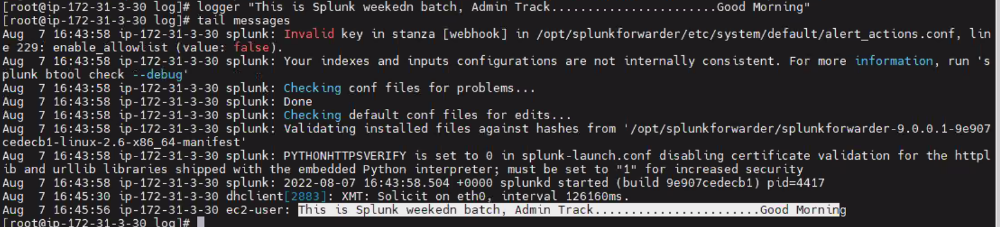 [root@ip-172-31-3-30 log]# logger "This is Splunk weekedn batch, Admin Track.......................Good Morning"
[root@ip-172-31-3-30 log]# tail messages
Aug  7 16:43:58 ip-172-31-3-30 splunk: Invalid key in stanza [webhook] in /opt/splunkforwarder/etc/system/default/alert_actions.conf, lin
e 229: enable_allowlist (value: false).
Aug  7 16:43:58 ip-172-31-3-30 splunk: Your indexes and inputs configurations are not internally consistent. For more information, run 's
plunk btool check --debug'
Aug  7 16:43:58 ip-172-31-3-30 splunk: Checking conf files for problems...
Aug  7 16:43:58 ip-172-31-3-30 splunk: Done
Aug  7 16:43:58 ip-172-31-3-30 splunk: Checking default conf files for edits...
Aug  7 16:43:58 ip-172-31-3-30 splunk: Validating installed files against hashes from '/opt/splunkforwarder/splunkforwarder-9.0.0.1-9e907
cedecb1-linux-2.6-x86_64-manifest'
Aug  7 16:43:58 ip-172-31-3-30 splunk: PYTHONHTTPSVERIFY is set to 0 in splunk-launch.conf disabling certificate validation for the httpl
ib and urllib libraries shipped with the embedded Python interpreter; must be set to "1" for increased security
Aug  7 16:43:58 ip-172-31-3-30 splunk: 2022-08-07 16:43:58.504 +0000 splunkd started (build 9e907cedecb1) pid=4417
Aug  7 16:45:30 ip-172-31-3-30 dhclient[2883]: XMT: Solicit on eth0, interval 126160ms.
Aug  7 16:45:56 ip-172-31-3-30 ec2-user: This is Splunk weekedn batch, Admin Track.......................Good Morning
[root@ip-172-31-3-30 log]#